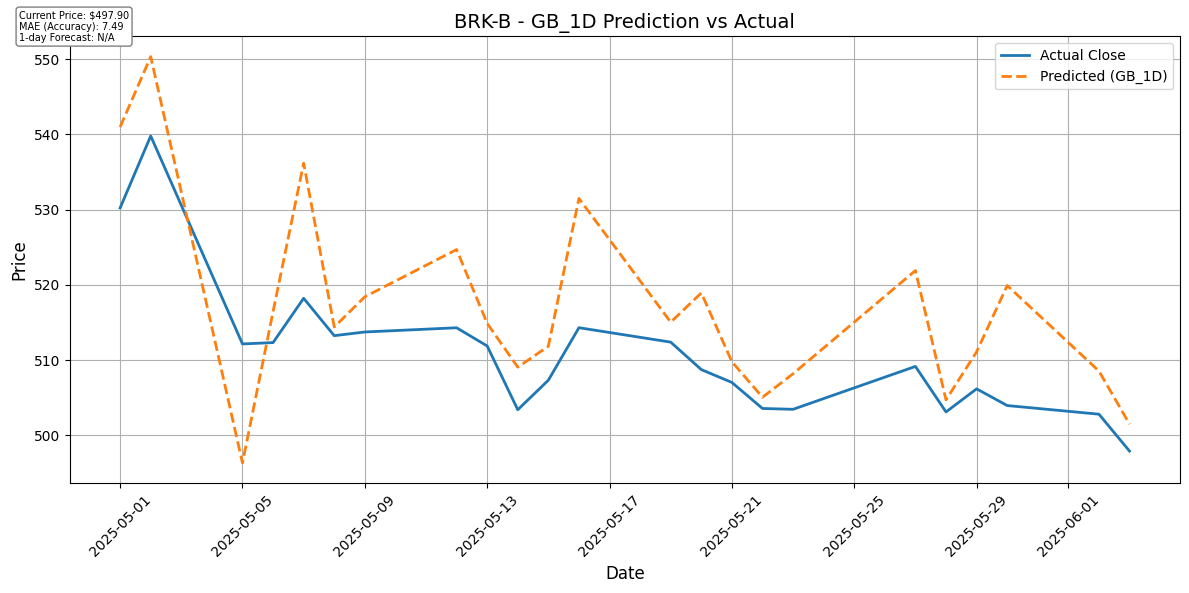 BRK-B - GB_1D Prediction vs Actual
Current Price: $497.90
MAE (Accuracy): 7.49
1-day Forecast: N/A
Actual Close
Predicted (GB_1D)
Price
550
540
530
520
510
500
2025-05-01
2025-05-05
2025-05-09
2025-05-13
2025-05-17
2025-05-21
2025-05-25
2025-05-29
2025-06-01
Date